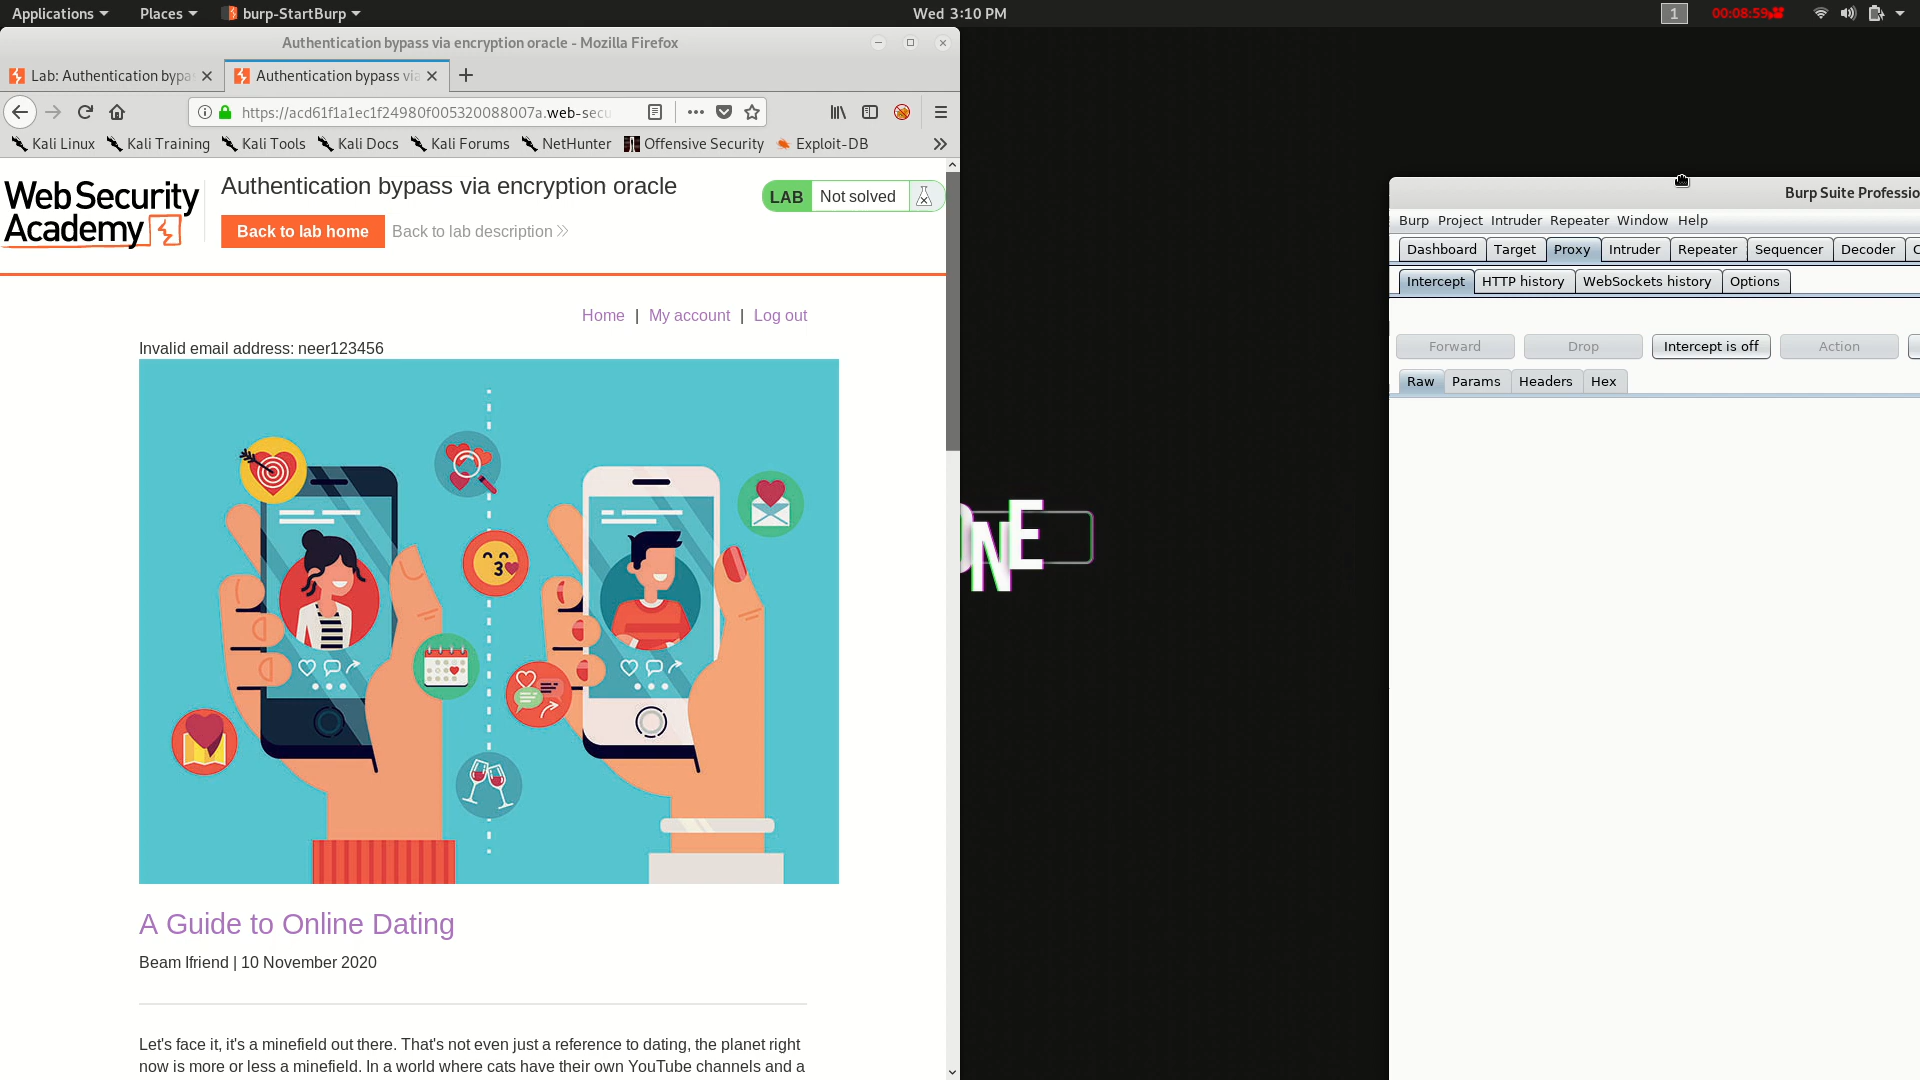 Applications Places burp-StartBurp Wed 3:10 PM 1 00:08:59
Authentication bypass via encryption oracle - Mozilla Firefox
Lab: Authentication bypa Authentication bypass via
https://acd61f1a1ec1f24980f005320088007a.web-secu
Kali Linux Kali Training Kali Tools Kali Docs Kali Forums NetHunter Offensive Security Exploit-DB
Web Security
Academy
Authentication bypass via encryption oracle
LAB Not solved
Back to lab home Back to lab description
Home | My account | Log out
Invalid email address: neer123456
A Guide to Online Dating
Beam Ifriend | 10 November 2020
Let's face it, it's a minefield out there. That's not even just a reference to dating, the planet right
now is more or less a minefield. In a world where cats have their own YouTube channels and a
NE
Burp Suite Professio
Burp Project Intruder Repeater Window Help
Dashboard Target Proxy Intruder Repeater Sequencer Decoder C
Intercept HTTP history WebSockets history Options
Forward Drop Intercept is off Action
Raw Params Headers Hex